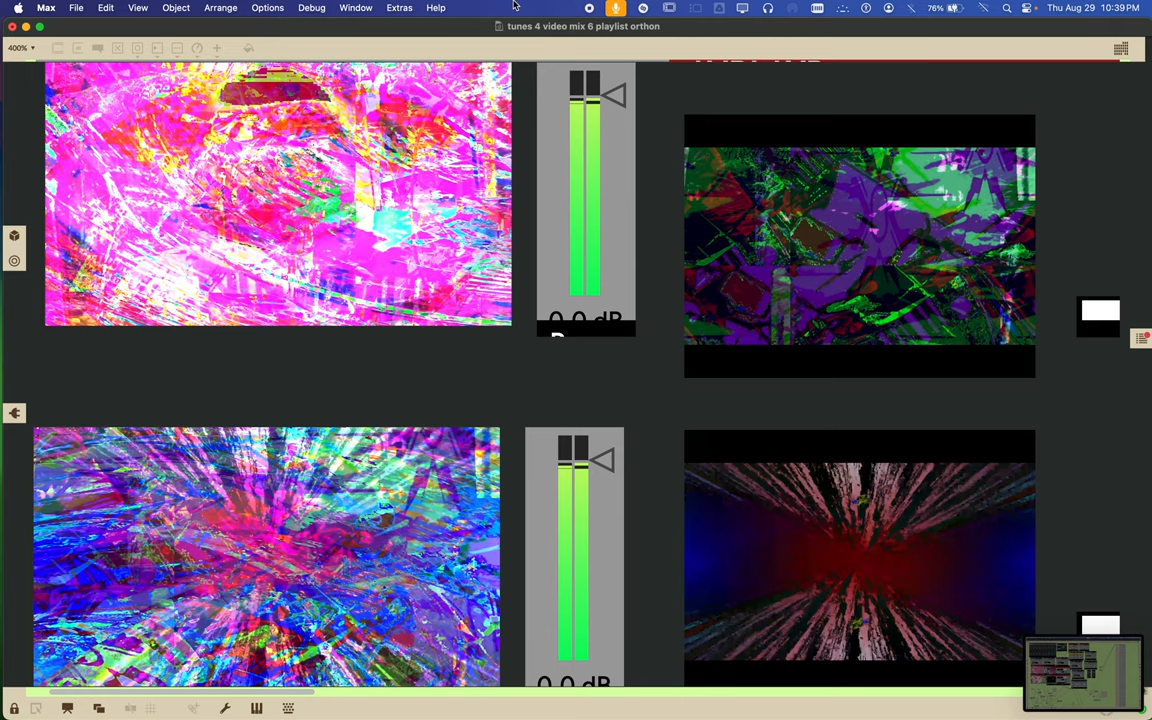 Max File Edit View Object Arrange Options Debug Window Extras Help 76% Thu Aug 29 10:39 PM
tunes 4 video mix 6 playlist orthon
400%
0.0 dB
0.0 dB